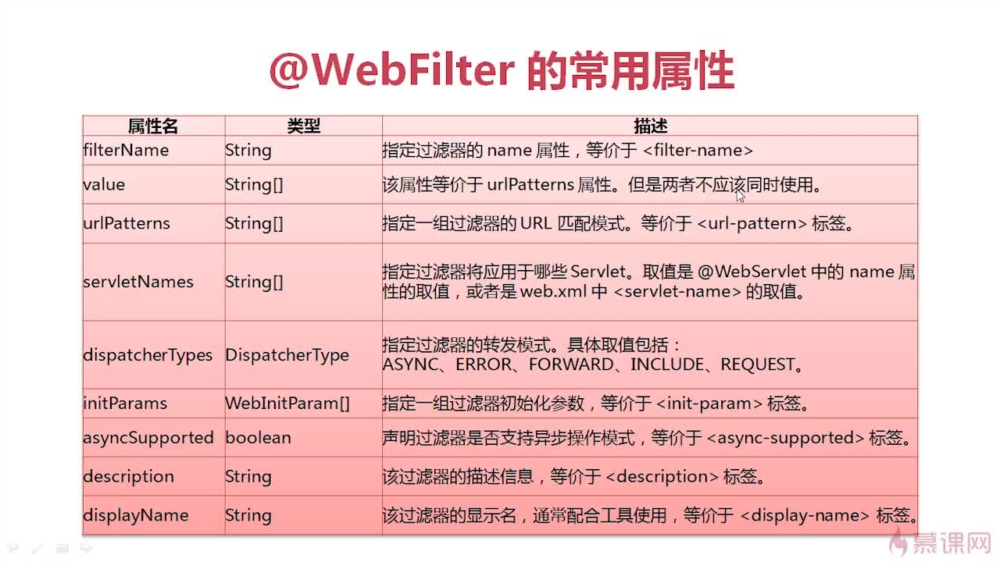 @WebFilter 的常用属性
属性名 类型 描述
filterName String 指定过滤器的 name 属性，等价于 <filter-name>
value String[] 该属性等价于 urlPatterns 属性。但是两者不应该同时使用。
urlPatterns String[] 指定一组过滤器的 URL 匹配模式。等价于 <url-pattern> 标签。
servletNames String[] 指定过滤器将应用于哪些 Servlet。取值是 @WebServlet 中的 name 属
性的取值，或者是 web.xml 中 <servlet-name> 的取值。
dispatcherTypes DispatcherType 指定过滤器的转发模式。具体取值包括：
ASYNC、ERROR、FORWARD、INCLUDE、REQUEST。
initParams WebInitParam[] 指定一组过滤器初始化参数，等价于 <init-param> 标签。
asyncSupported boolean 声明过滤器是否支持异步操作模式，等价于 <async-supported> 标签。
description String 该过滤器的描述信息，等价于 <description> 标签。
displayName String 该过滤器的显示名，通常配合工具使用，等价于 <display-name> 标签。
慕课网